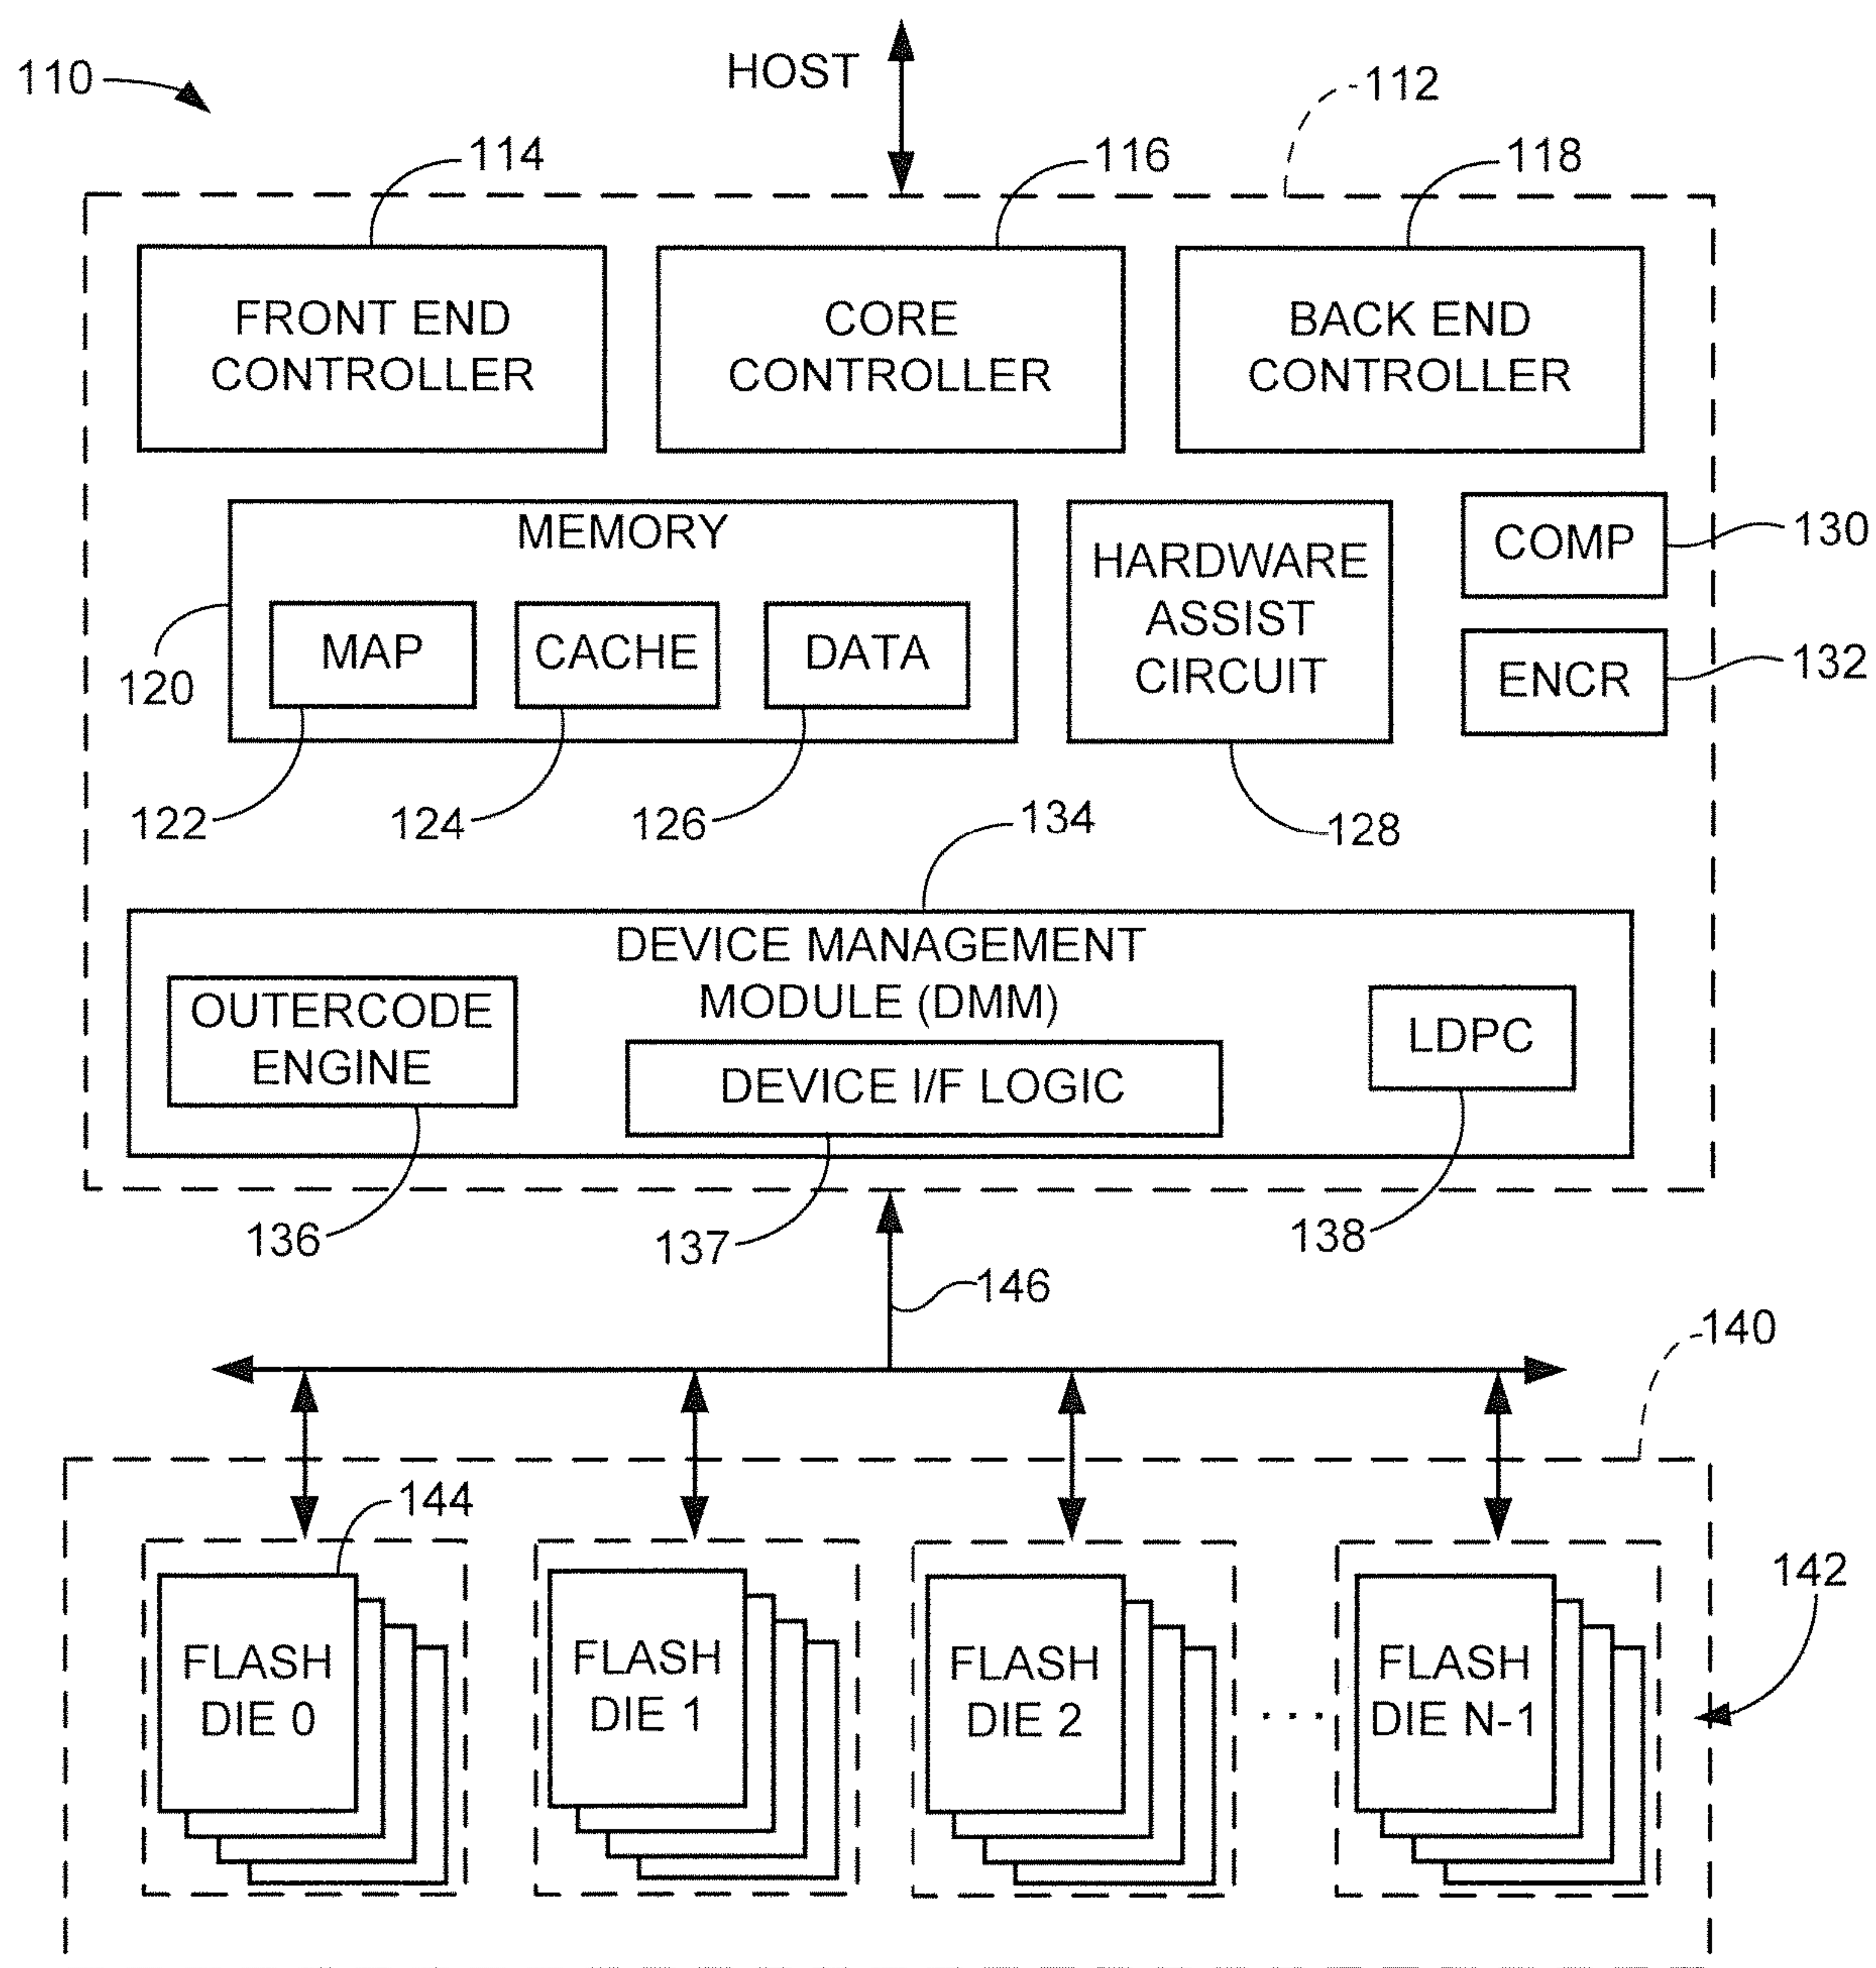 HOST
110
112
114
116
118
FRONT END
CONTROLLER
CORE
CONTROLLER
BACK END
CONTROLLER
MEMORY
MAP
CACHE
DATA
HARDWARE
ASSIST
CIRCUIT
COMP
130
ENCR
132
120
122
124
126
134
128
DEVICE MANAGEMENT
MODULE (DMM)
OUTERCODE
ENGINE
DEVICE I/F LOGIC
LDPC
136
137
138
146
140
144
142
FLASH
DIE 0
FLASH
DIE 1
FLASH
DIE 2
...
FLASH
DIE N-1